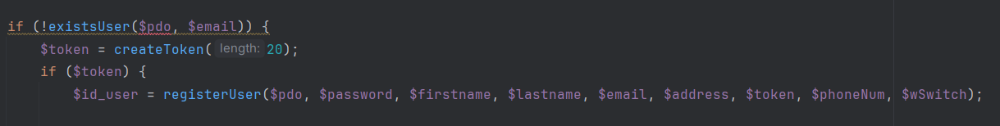 if (!existsUser($pdo, $email)) {
    $token = createToken( length: 20);
    if ($token) {
        $id_user = registerUser($pdo, $password, $firstname, $lastname, $email, $address, $token, $phoneNum, $wSwitch);